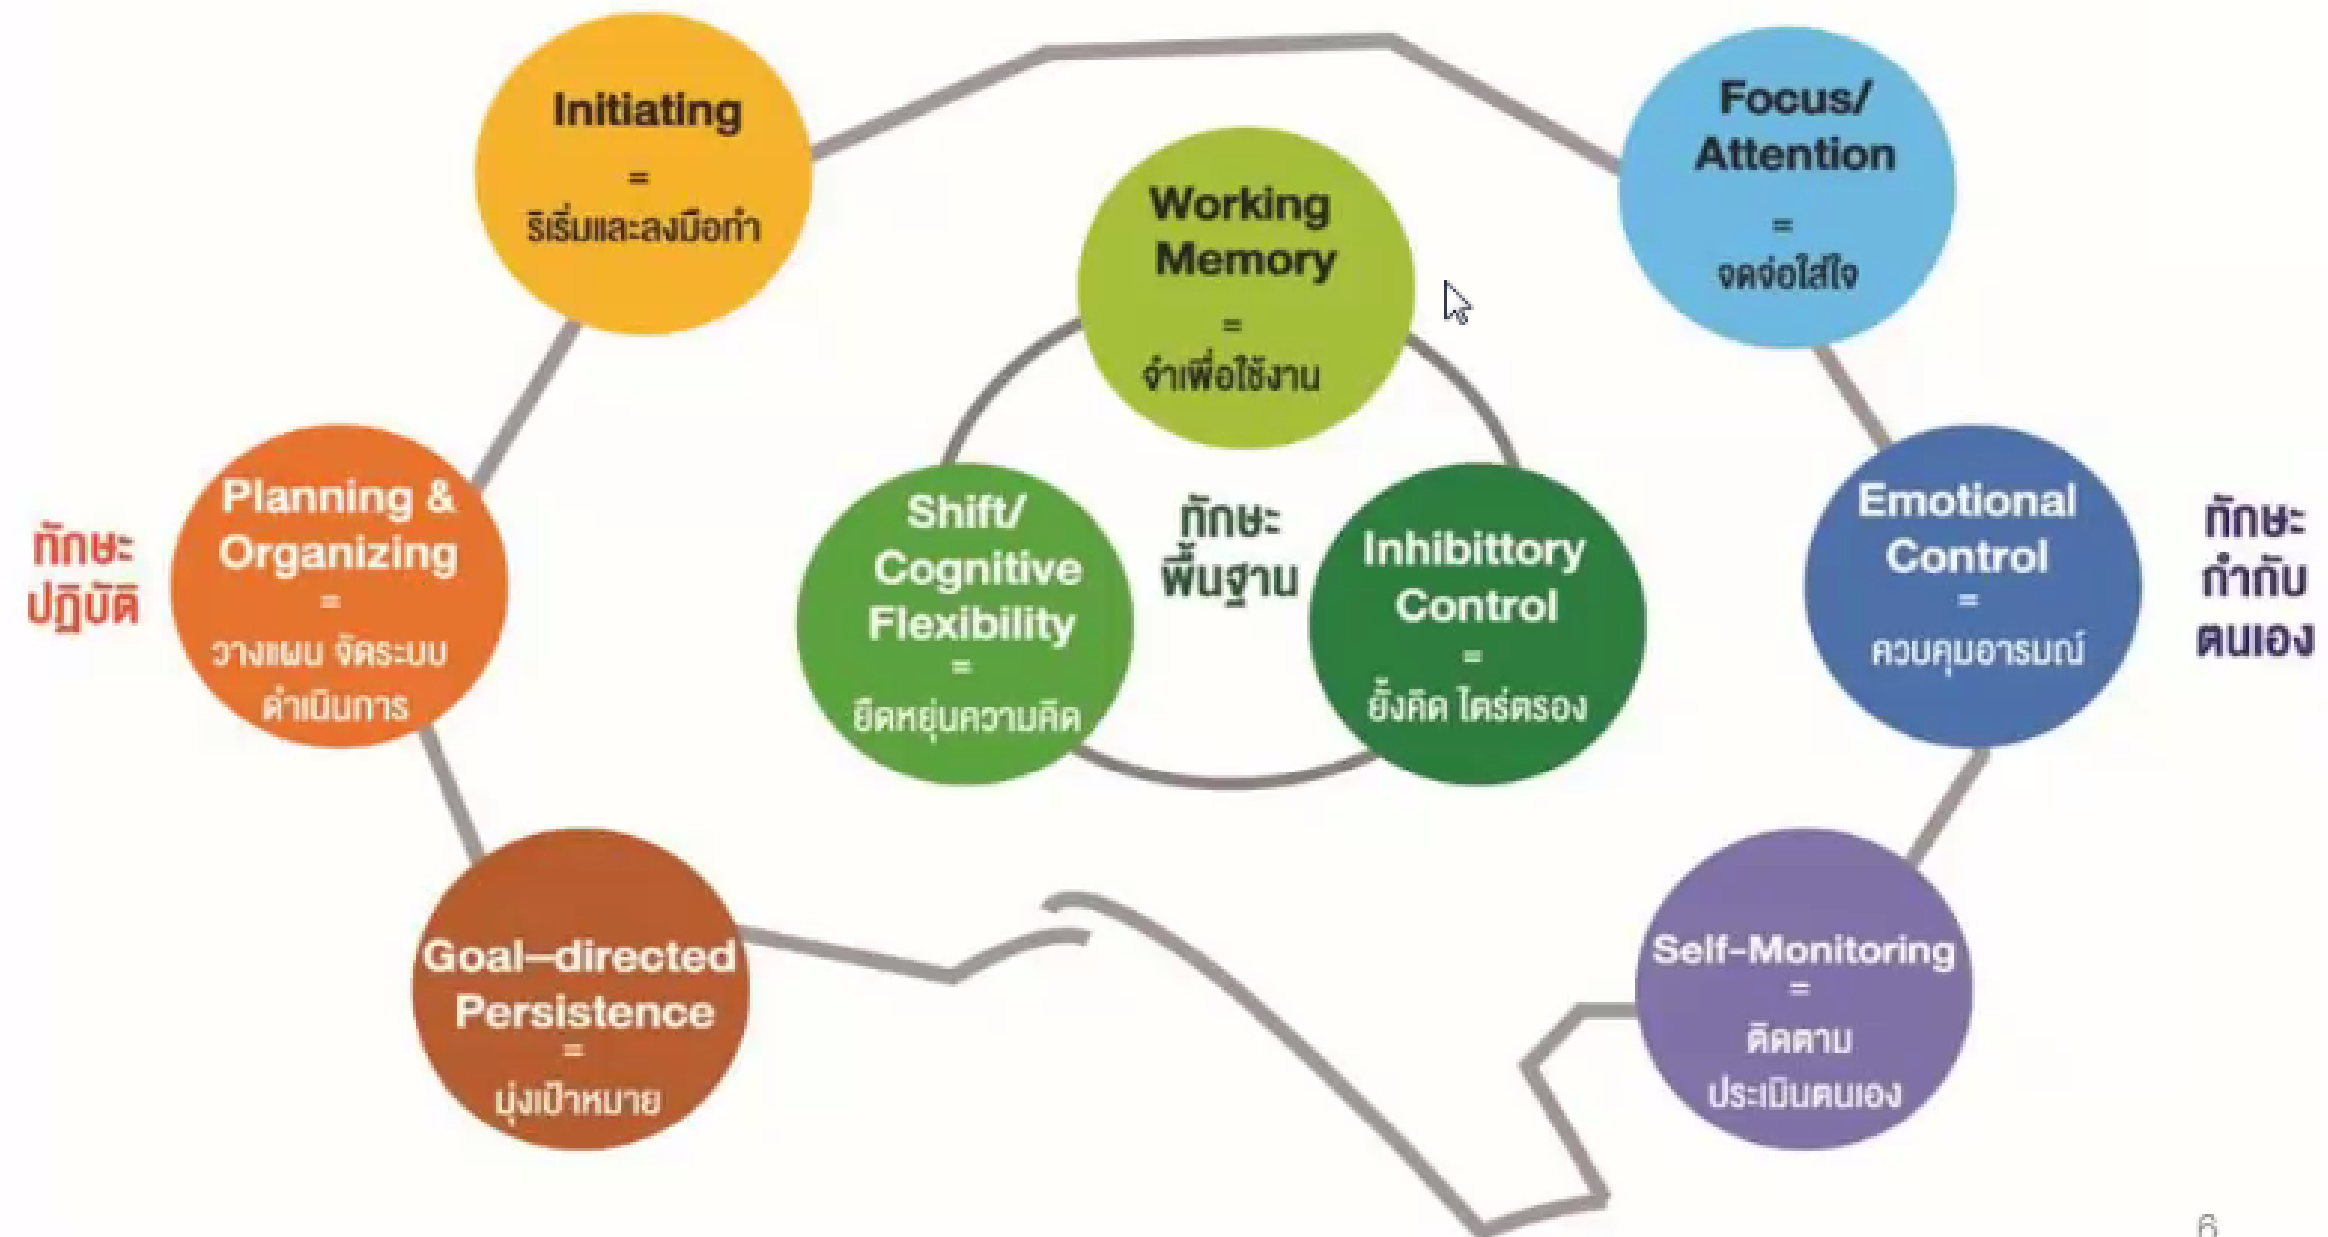 Initiating
=
ริเริ่มและลงมือทำ
Focus/
Attention
=
จดจ่อใส่ใจ
Working
Memory
=
จำเพื่อใช้งาน
ทักษะ
ปฏิบัติ
Planning &
Organizing
=
วางแผน จัดระบบ
ดำเนินการ
Shift/
Cognitive
Flexibility
=
ยืดหยุ่นความคิด
ทักษะ
พื้นฐาน
Inhibittory
Control
=
ยั้งคิด ไตร่ตรอง
Emotional
Control
=
ควบคุมอารมณ์
ทักษะ
กำกับ
ตนเอง
Goal–directed
Persistence
=
มุ่งเป้าหมาย
Self-Monitoring
=
ติดตาม
ประเมินตนเอง
6